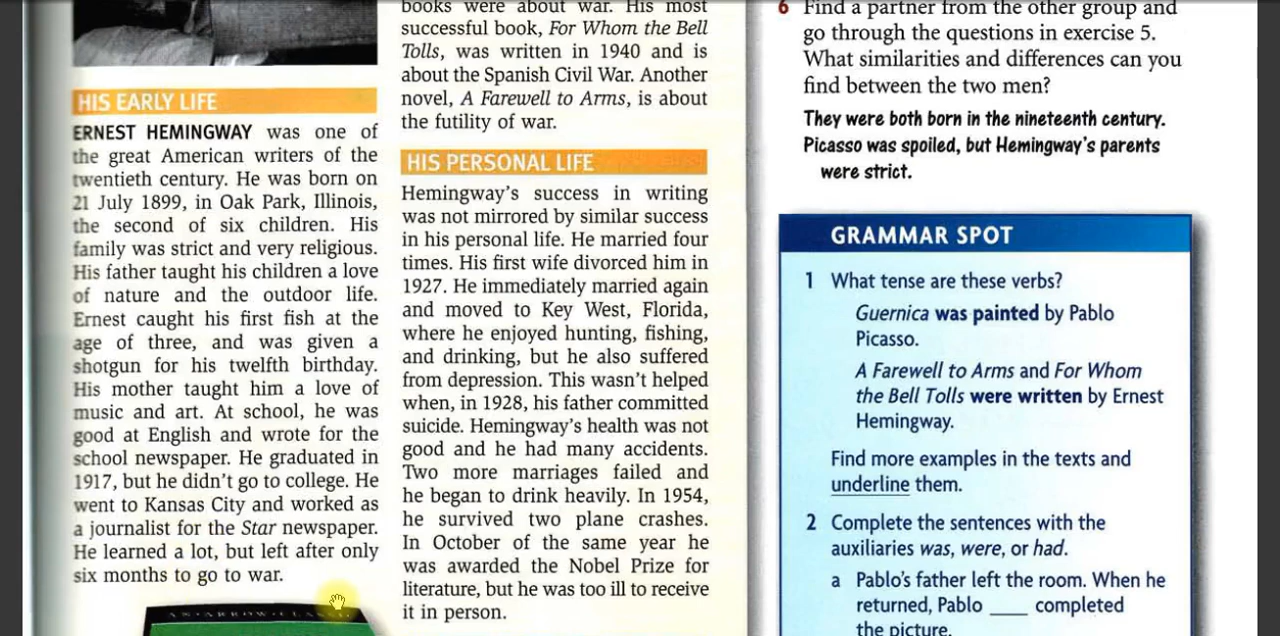 HIS EARLY LIFE
ERNEST HEMINGWAY was one of
the great American writers of the
twentieth century. He was born on
21 July 1899, in Oak Park, Illinois,
the second of six children. His
family was strict and very religious.
His father taught his children a love
of nature and the outdoor life.
Ernest caught his first fish at the
age of three, and was given a
shotgun for his twelfth birthday.
His mother taught him a love of
music and art. At school, he was
good at English and wrote for the
school newspaper. He graduated in
1917, but he didn't go to college. He
went to Kansas City and worked as
a journalist for the Star newspaper.
He learned a lot, but left after only
six months to go to war.
books were about war. His most
successful book, For Whom the Bell
Tolls, was written in 1940 and is
about the Spanish Civil War. Another
novel, A Farewell to Arms, is about
the futility of war.
HIS PERSONAL LIFE
Hemingway's success in writing
was not mirrored by similar success
in his personal life. He married four
times. His first wife divorced him in
1927. He immediately married again
and moved to Key West, Florida,
where he enjoyed hunting, fishing,
and drinking, but he also suffered
from depression. This wasn't helped
when, in 1928, his father committed
suicide. Hemingway's health was not
good and he had many accidents.
Two more marriages failed and
he began to drink heavily. In 1954,
he survived two plane crashes.
In October of the same year he
was awarded the Nobel Prize for
literature, but he was too ill to receive
it in person.
6 Find a partner from the other group and
go through the questions in exercise 5.
What similarities and differences can you
find between the two men?
They were both born in the nineteenth century.
Picasso was spoiled, but Hemingway's parents
were strict.
GRAMMAR SPOT
1 What tense are these verbs?
Guernica was painted by Pablo
Picasso.
A Farewell to Arms and For Whom
the Bell Tolls were written by Ernest
Hemingway.
Find more examples in the texts and
underline them.
2 Complete the sentences with the
auxiliaries was, were, or had.
a Pablo's father left the room. When he
returned, Pablo ____ completed
the picture.